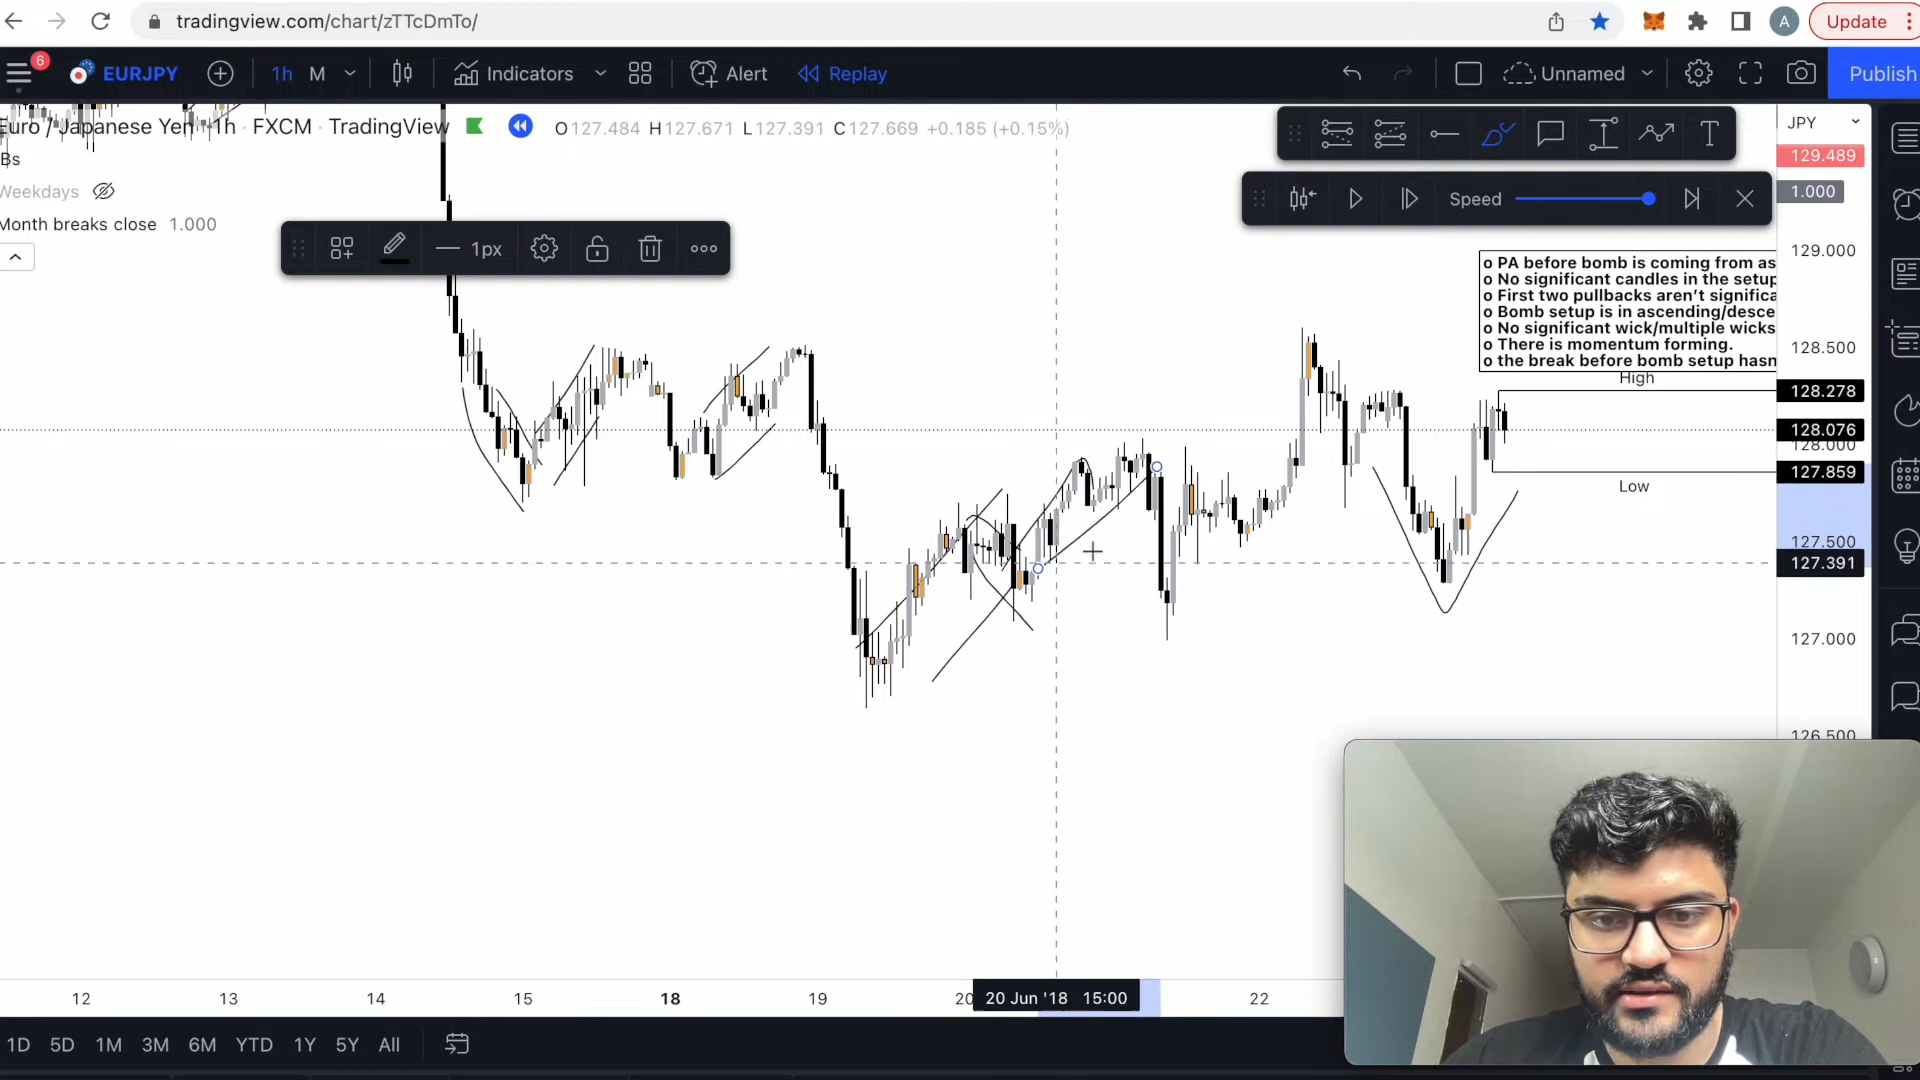 tradingview.com/chart/zTTcDmTo/
A
Update
6
EURJPY
1h
M
Indicators
Alert
Replay
Unnamed
Publish
Euro / Japanese Yen · 1h · FXCM · TradingView
O127.484 H127.671 L127.391 C127.669 +0.185 (+0.15%)
T
JPY
129.489
Bs
Weekdays
1.000
Speed
Month breaks close 1.000
1px
129.000
o PA before bomb is coming from as
o No significant candles in the setup
o First two pullbacks aren't significa
o Bomb setup is in ascending/desce
o No significant wick/multiple wicks
o There is momentum forming.
o the break before bomb setup hasn
128.500
High
128.278
128.076
128.000
127.859
Low
127.500
127.391
127.000
126.500
12
13
14
15
18
19
20
20 Jun '18 15:00
22
1D 5D 1M 3M 6M YTD 1Y 5Y All